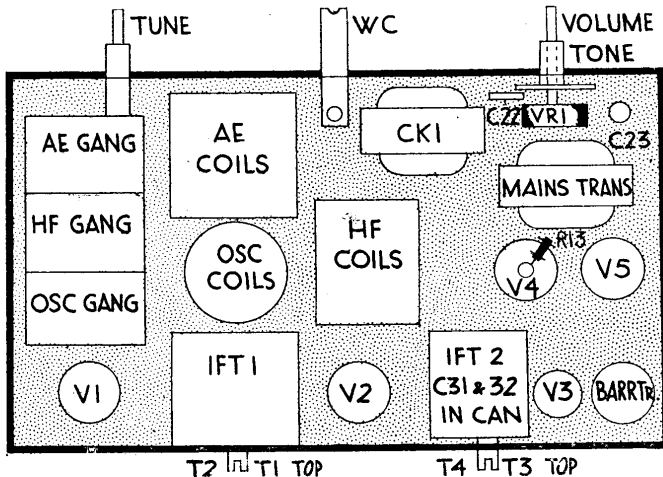 TUNE
WC
VOLUME
TONE
AE GANG
AE
COILS
CK1
C22
VR1
C23
MAINS TRANS
HF GANG
OSC
COILS
HF
COILS
R13
V4
V5
OSC GANG
V1
IFT 1
V2
IFT 2
C31 & 32
IN CAN
V3
BARRTR.
T2 T1 TOP
T4 T3 TOP